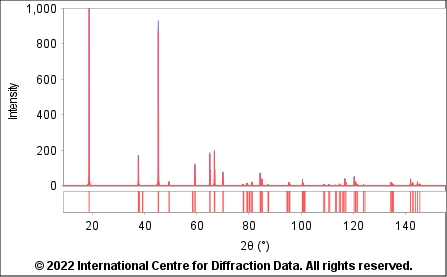 1,000
800
600
400
200
0
Intensity
20 40 60 80 100 120 140
2θ (°)
© 2022 International Centre for Diffraction Data. All rights reserved.